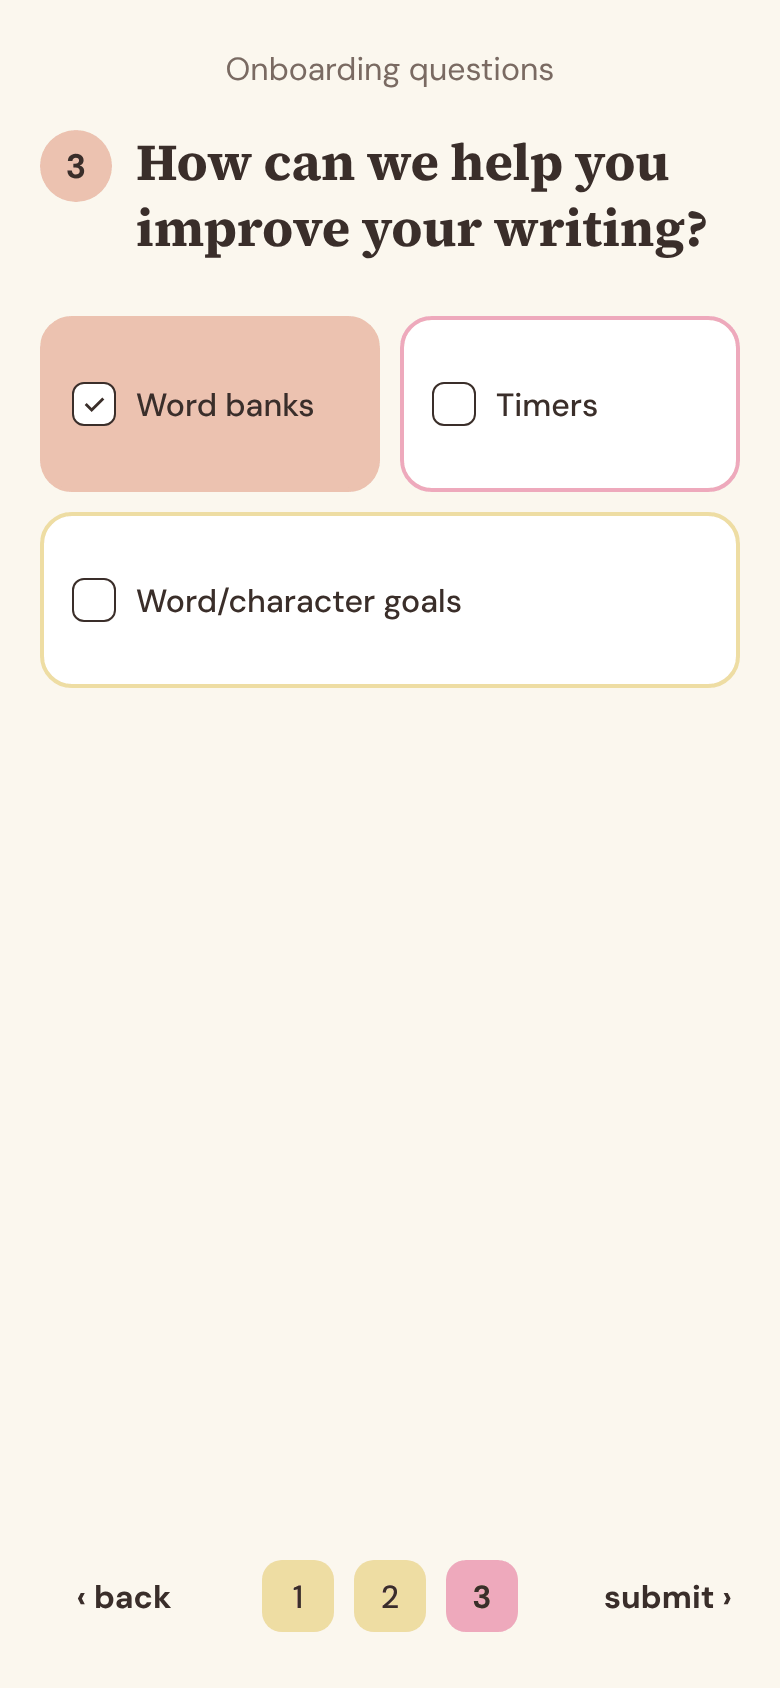 Onboarding questions
3
How can we help you
improve your writing?
Word banks
Timers
Word/character goals
‹ back
1
2
3
submit ›